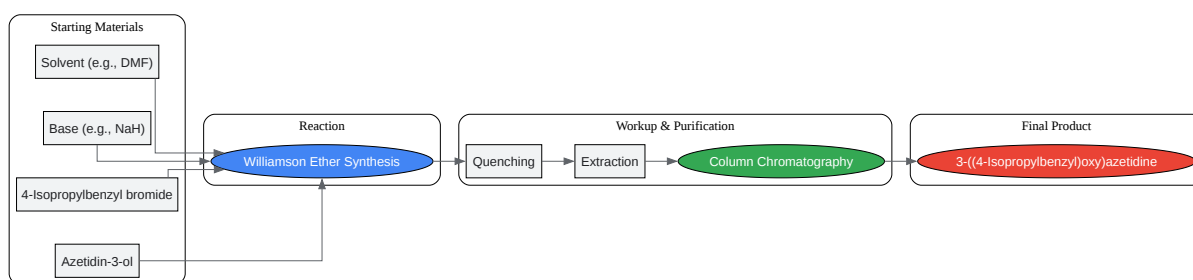 Starting Materials
Solvent (e.g., DMF)
Base (e.g., NaH)
4-Isopropylbenzyl bromide
Azetidin-3-ol
Reaction
Williamson Ether Synthesis
Workup & Purification
Quenching
Extraction
Column Chromatography
Final Product
3-((4-Isopropylbenzyl)oxy)azetidine